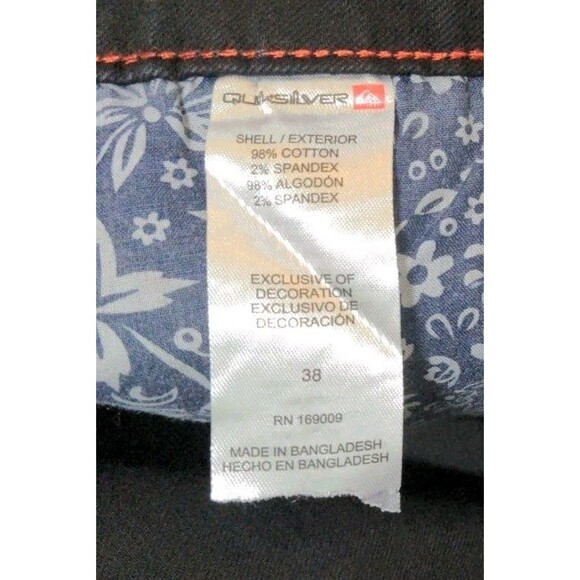 QUIKSILVER
SHELL / EXTERIOR
98% COTTON
2% SPANDEX
98% ALGODÓN
2% SPANDEX
EXCLUSIVE OF
DECORATION
EXCLUSIVO DE
DECORACIÓN
38
RN 169009
MADE IN BANGLADESH
HECHO EN BANGLADESH